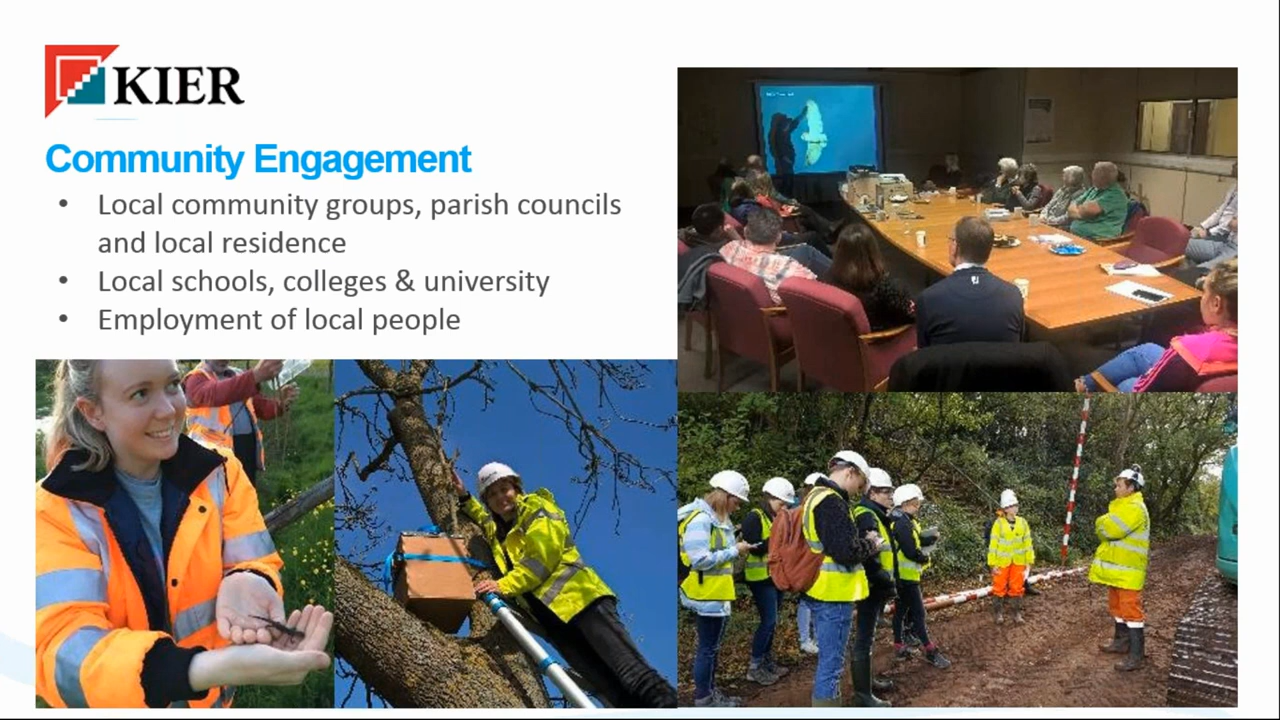 KIER
Community Engagement
• Local community groups, parish councils
and local residence
• Local schools, colleges & university
• Employment of local people